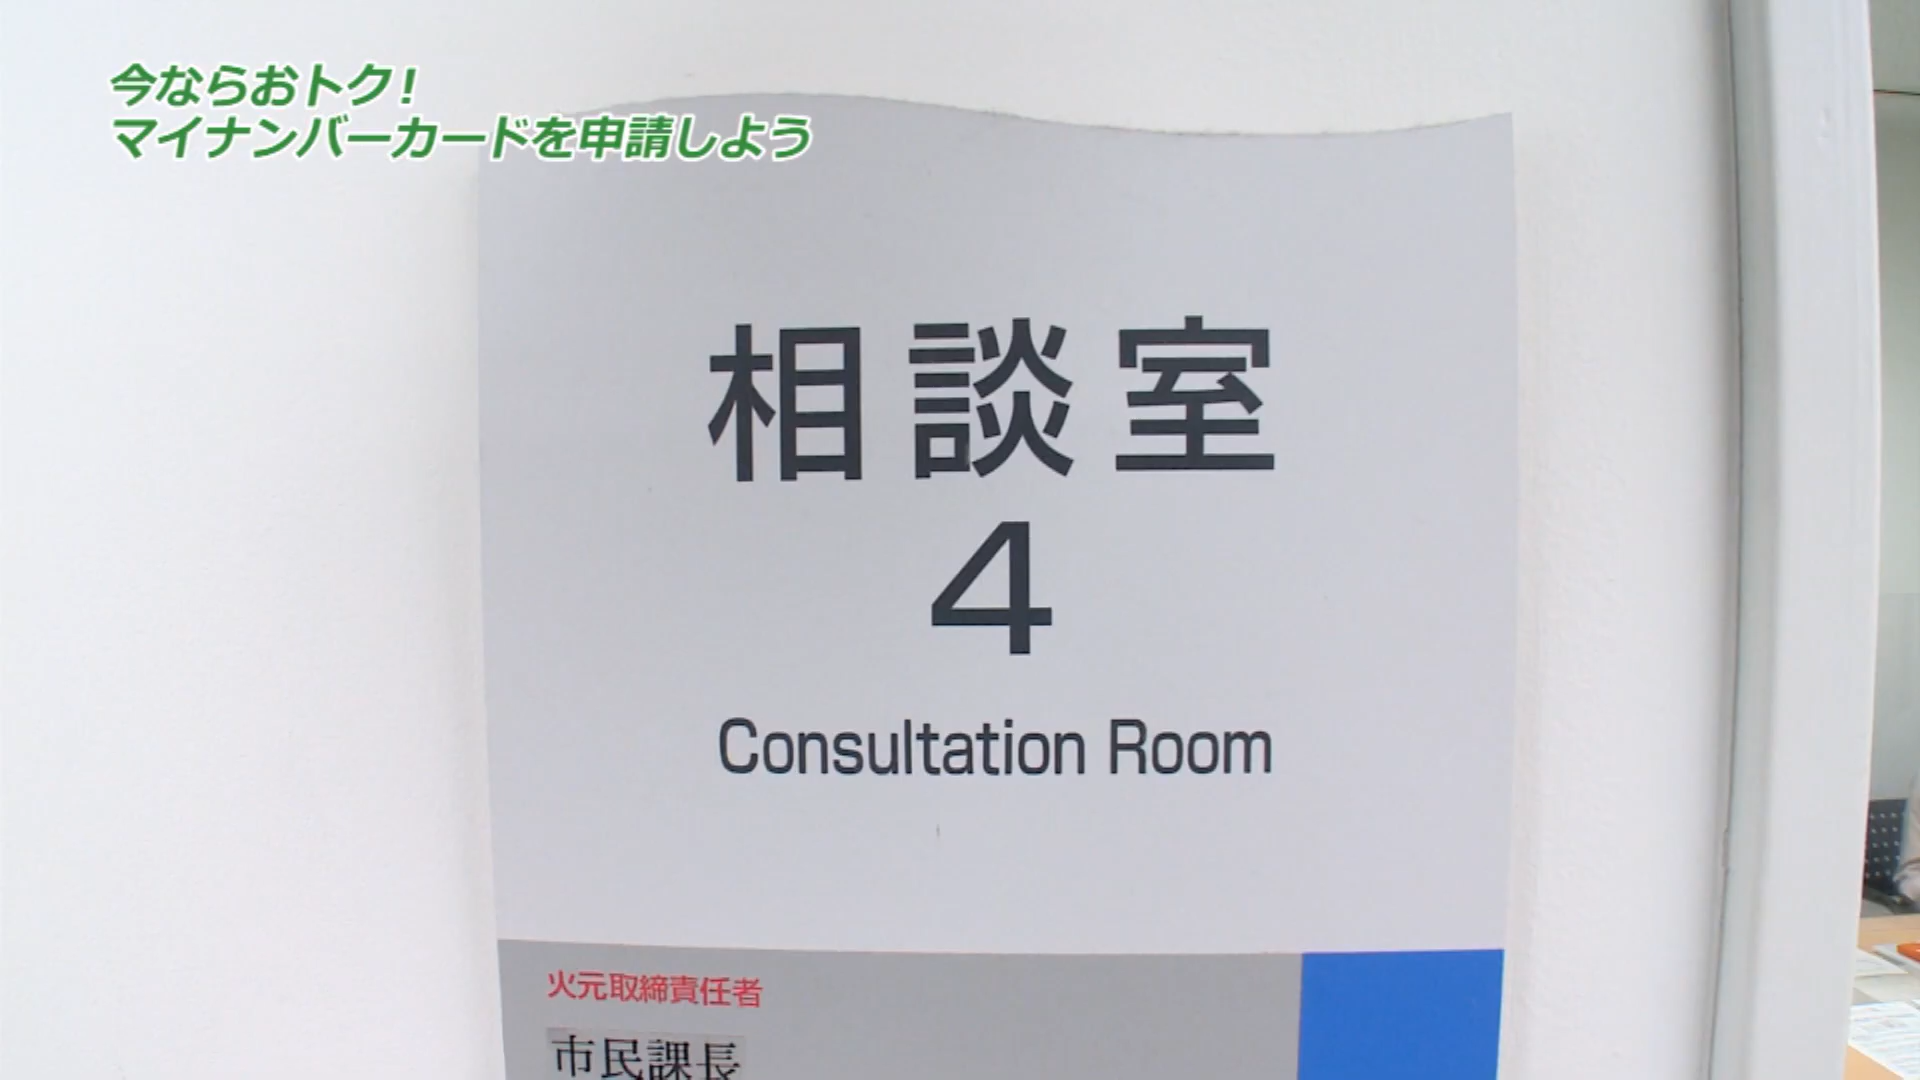 今ならおトク！
マイナンバーカードを申請しよう
相談室
4
Consultation Room
火元取締責任者
市民課長